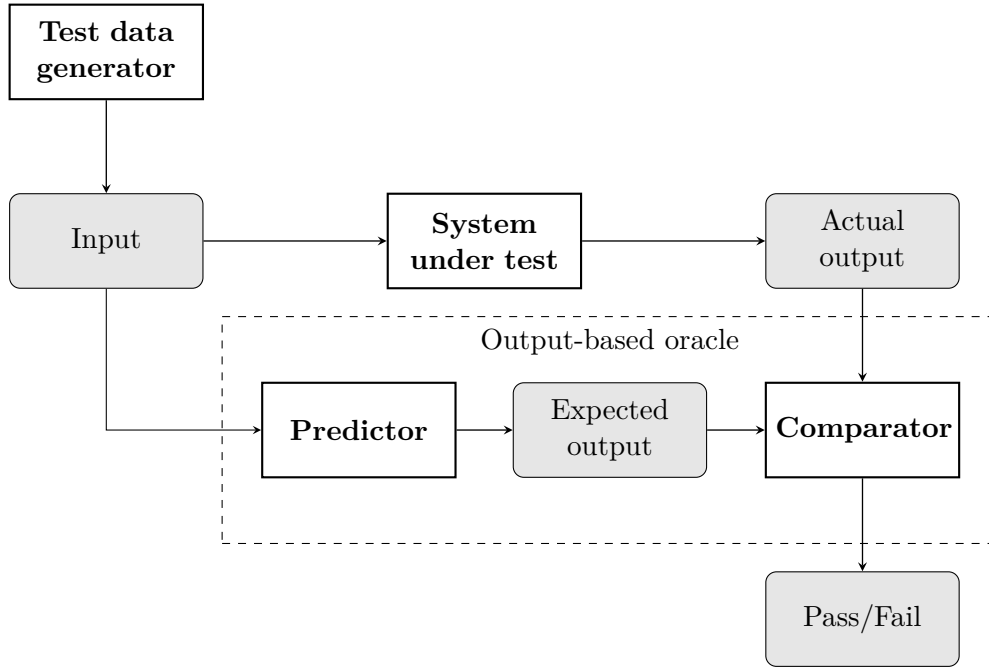 Test data
generator
Input
System
under test
Actual
output
Output-based oracle
Predictor
Expected
output
Comparator
Pass/Fail